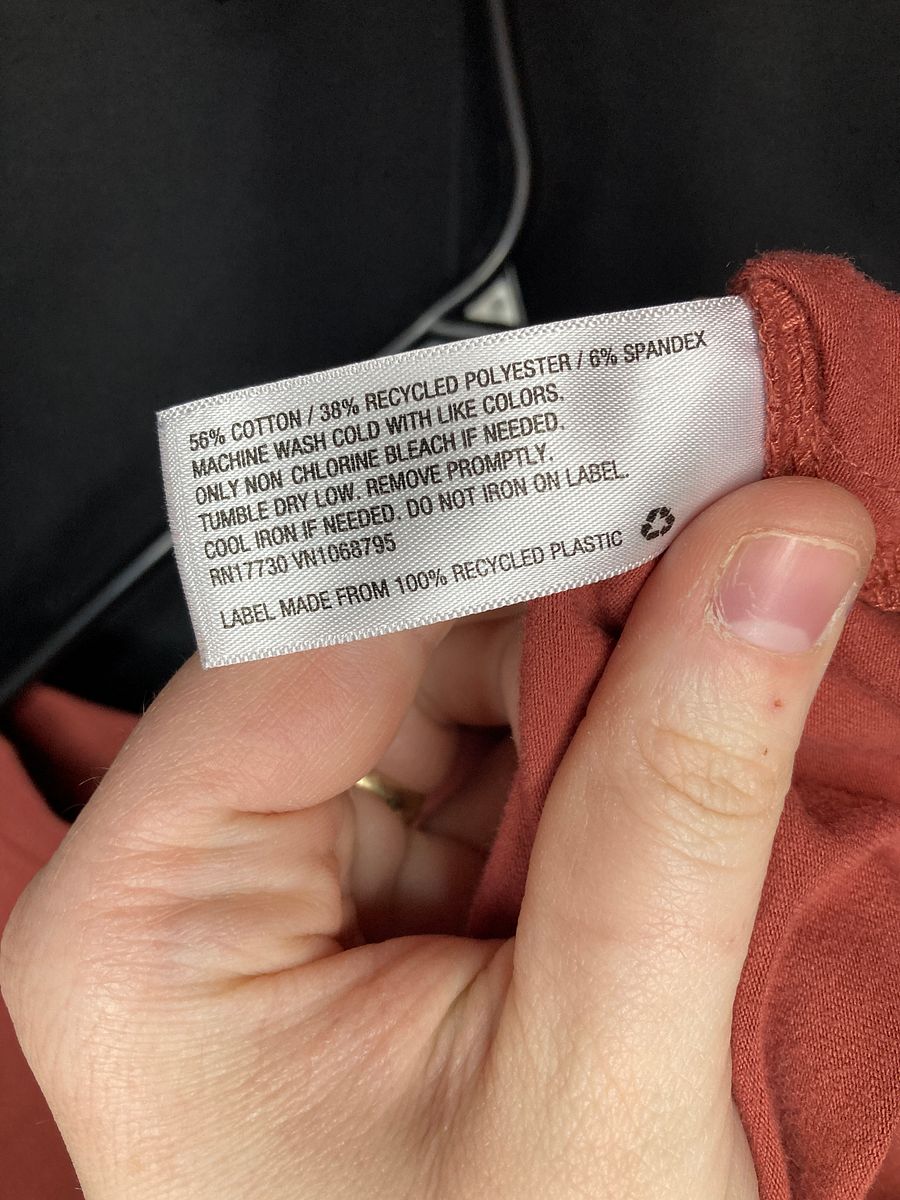 56% COTTON / 38% RECYCLED POLYESTER / 6% SPANDEX
MACHINE WASH COLD WITH LIKE COLORS.
ONLY NON CHLORINE BLEACH IF NEEDED.
TUMBLE DRY LOW. REMOVE PROMPTLY.
COOL IRON IF NEEDED. DO NOT IRON ON LABEL.
RN17730 VN1068795
LABEL MADE FROM 100% RECYCLED PLASTIC